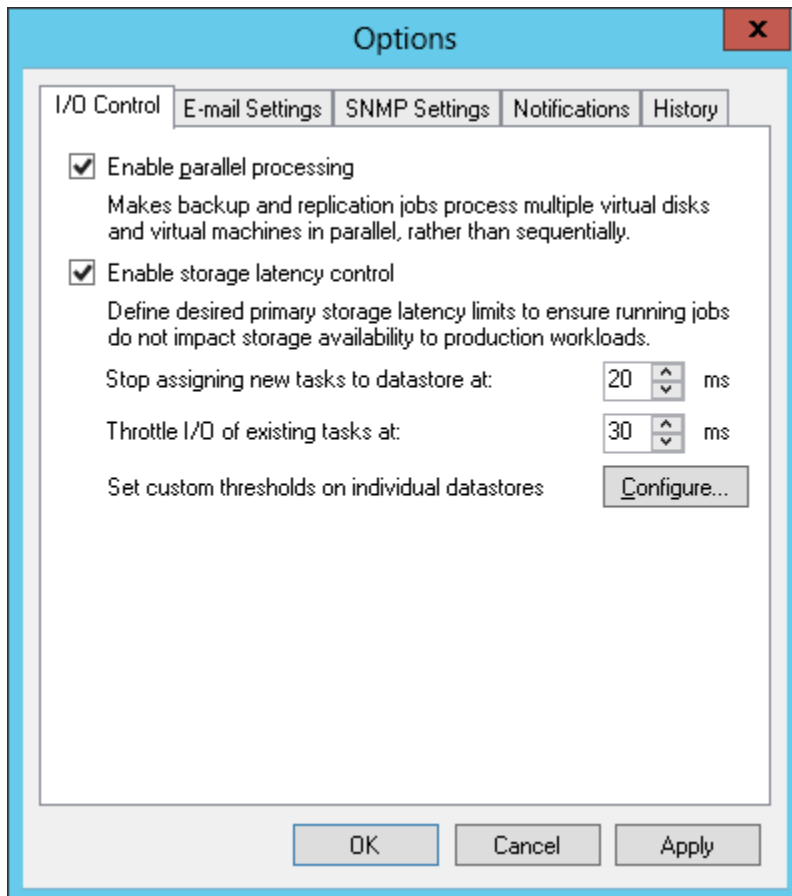 Options
x
I/O Control
E-mail Settings
SNMP Settings
Notifications
History
Enable parallel processing
Makes backup and replication jobs process multiple virtual disks
and virtual machines in parallel, rather than sequentially.
Enable storage latency control
Define desired primary storage latency limits to ensure running jobs
do not impact storage availability to production workloads.
Stop assigning new tasks to datastore at: 20 ms
Throttle I/O of existing tasks at: 30 ms
Set custom thresholds on individual datastores Configure...
OK Cancel Apply